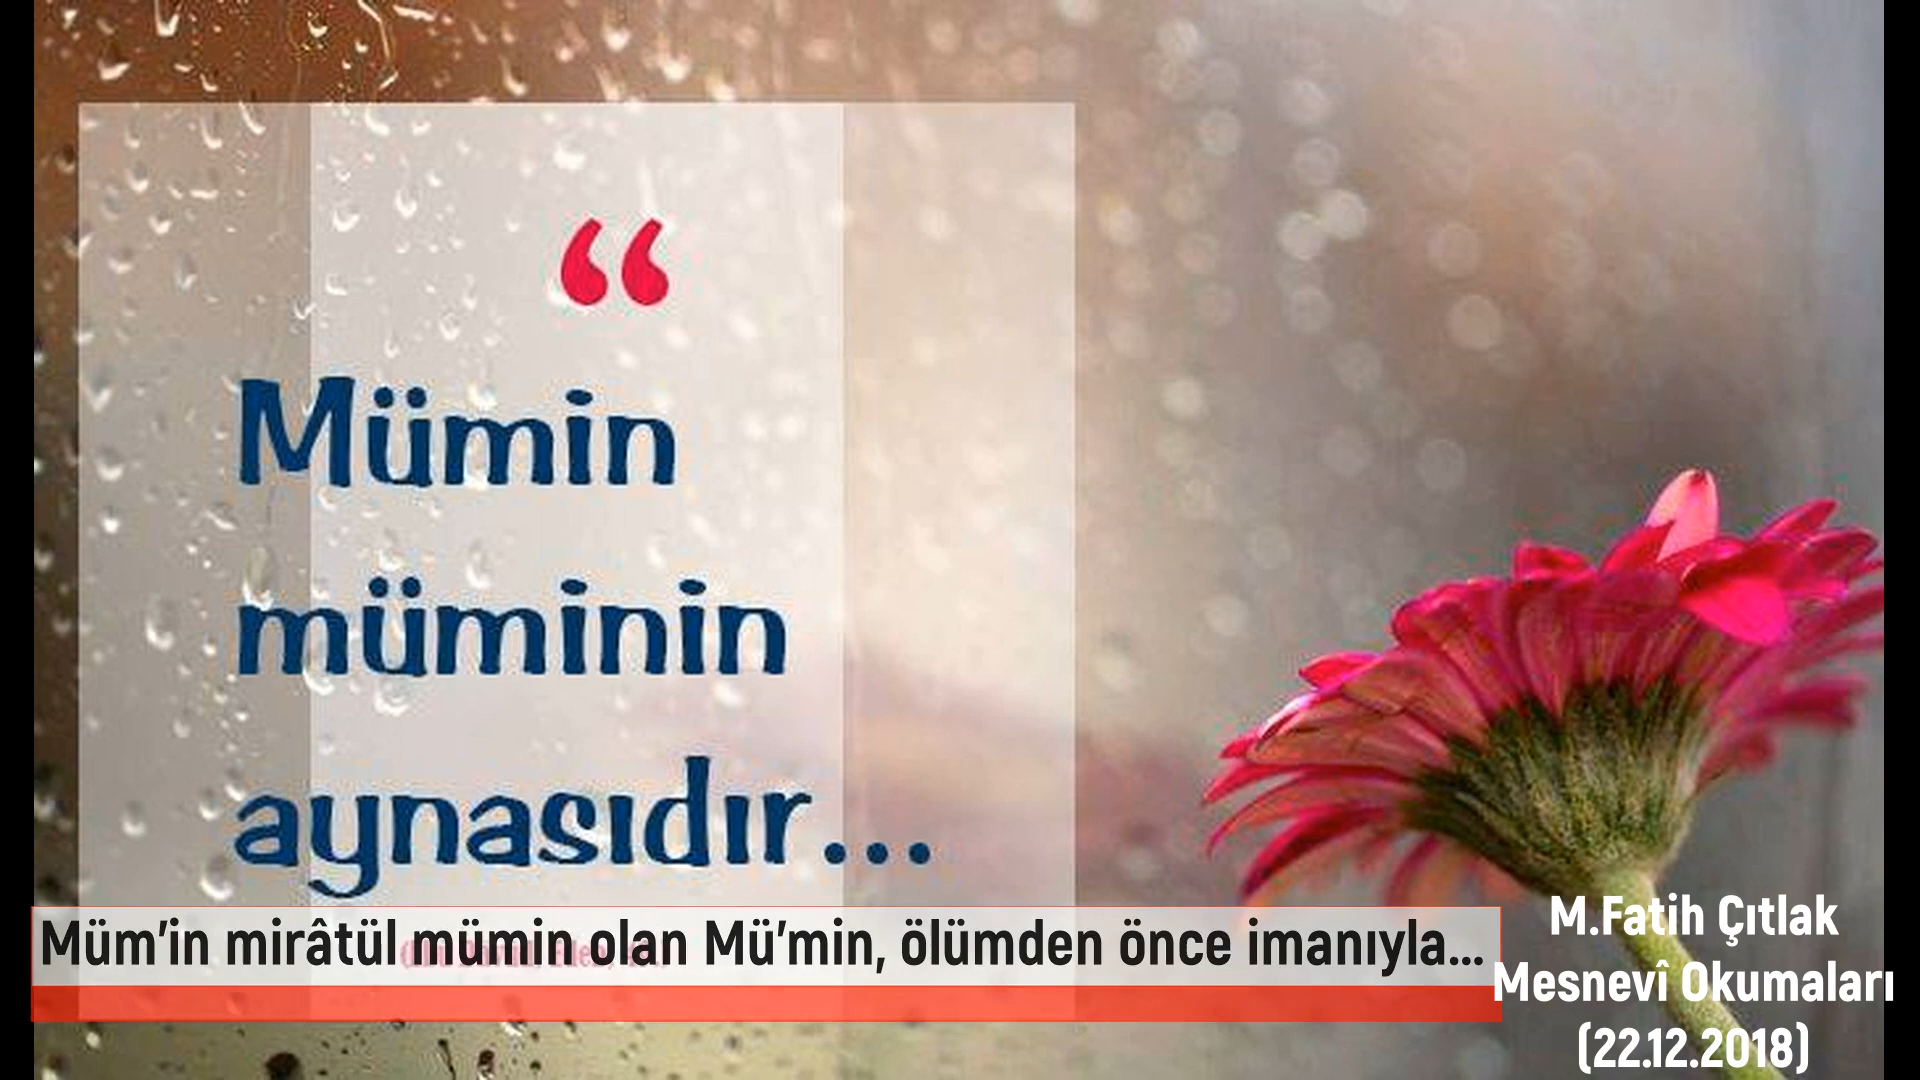 “
Mümin
müminin
aynasıdır...
Müm'in mirâtül mümin olan Mü'min, ölümden önce imanıyla...
M.Fatih Çıtlak
Mesnevî Okumaları
(22.12.2018)